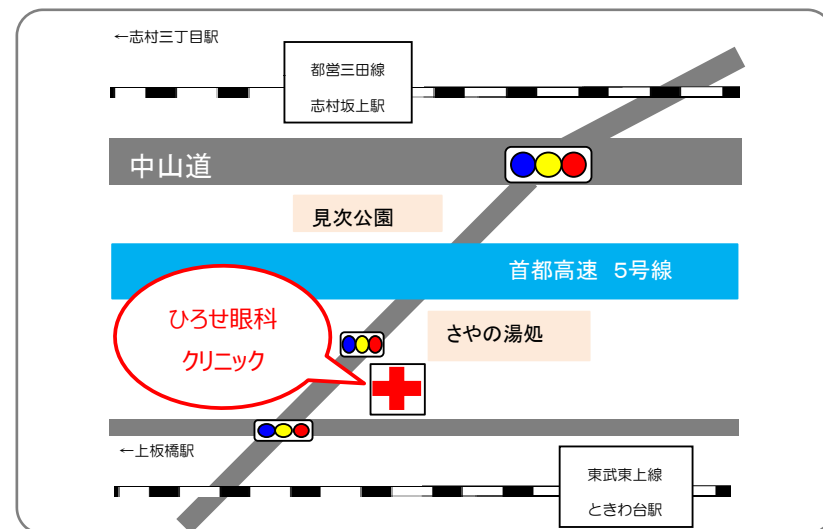 ←志村三丁目駅
都営三田線
志村坂上駅
中山道
見次公園
首都高速 5号線
ひろせ眼科
クリニック
さやの湯処
←上板橋駅
東武東上線
ときわ台駅